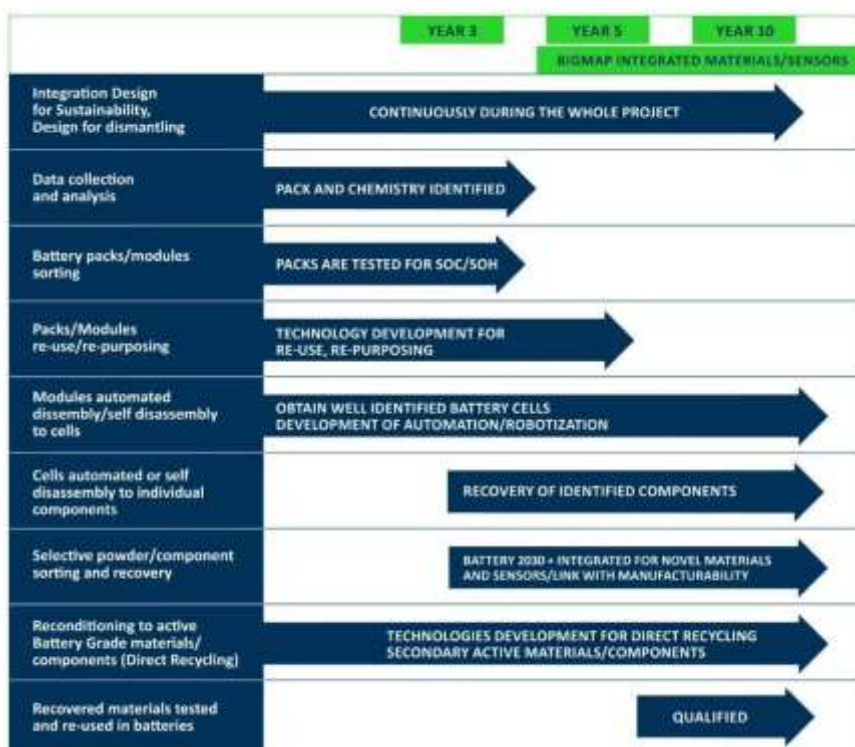 YEAR 3 YEAR 5 YEAR 10
BIGMAP INTEGRATED MATERIALS/SENSORS
Integration Design
for Sustainability,
Design for dismantling
CONTINUOUSLY DURING THE WHOLE PROJECT
Data collection
and analysis
PACK AND CHEMISTRY IDENTIFIED
Battery packs/modules
sorting
PACKS ARE TESTED FOR SOC/SOH
Packs/Modules
re-use/re-purposing
TECHNOLOGY DEVELOPMENT FOR
RE-USE, RE-PURPOSING
Modules automated
dissembly/self disassembly
to cells
OBTAIN WELL IDENTIFIED BATTERY CELLS
DEVELOPMENT OF AUTOMATION/ROBOTIZATION
Cells automated or self
disassembly to individual
components
RECOVERY OF IDENTIFIED COMPONENTS
Selective powder/component
sorting and recovery
BATTERY 2030 + INTEGRATED FOR NOVEL MATERIALS
AND SENSORS/LINK WITH MANUFACTURABILITY
Reconditioning to active
Battery Grade materials/
components (Direct Recycling)
TECHNOLOGIES DEVELOPMENT FOR DIRECT RECYCLING
SECONDARY ACTIVE MATERIALS/COMPONENTS
Recovered materials tested
and re-used in batteries
QUALIFIED